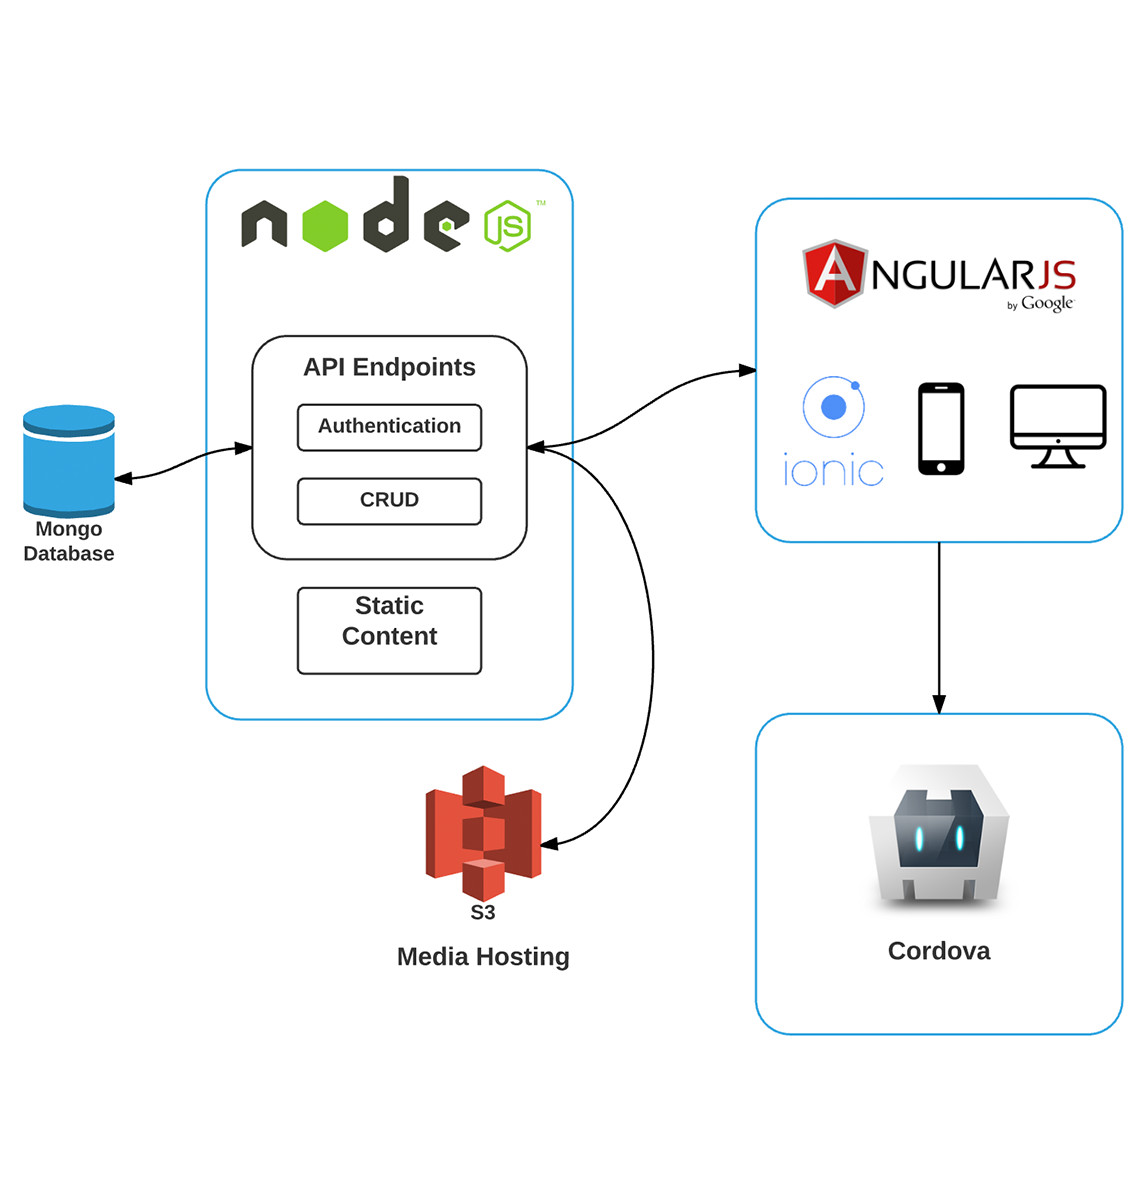 node JS ™
API Endpoints
Authentication
CRUD
Static
Content
Mongo
Database
S3
Media Hosting
ANGULARJS
by Google
ionic
Cordova